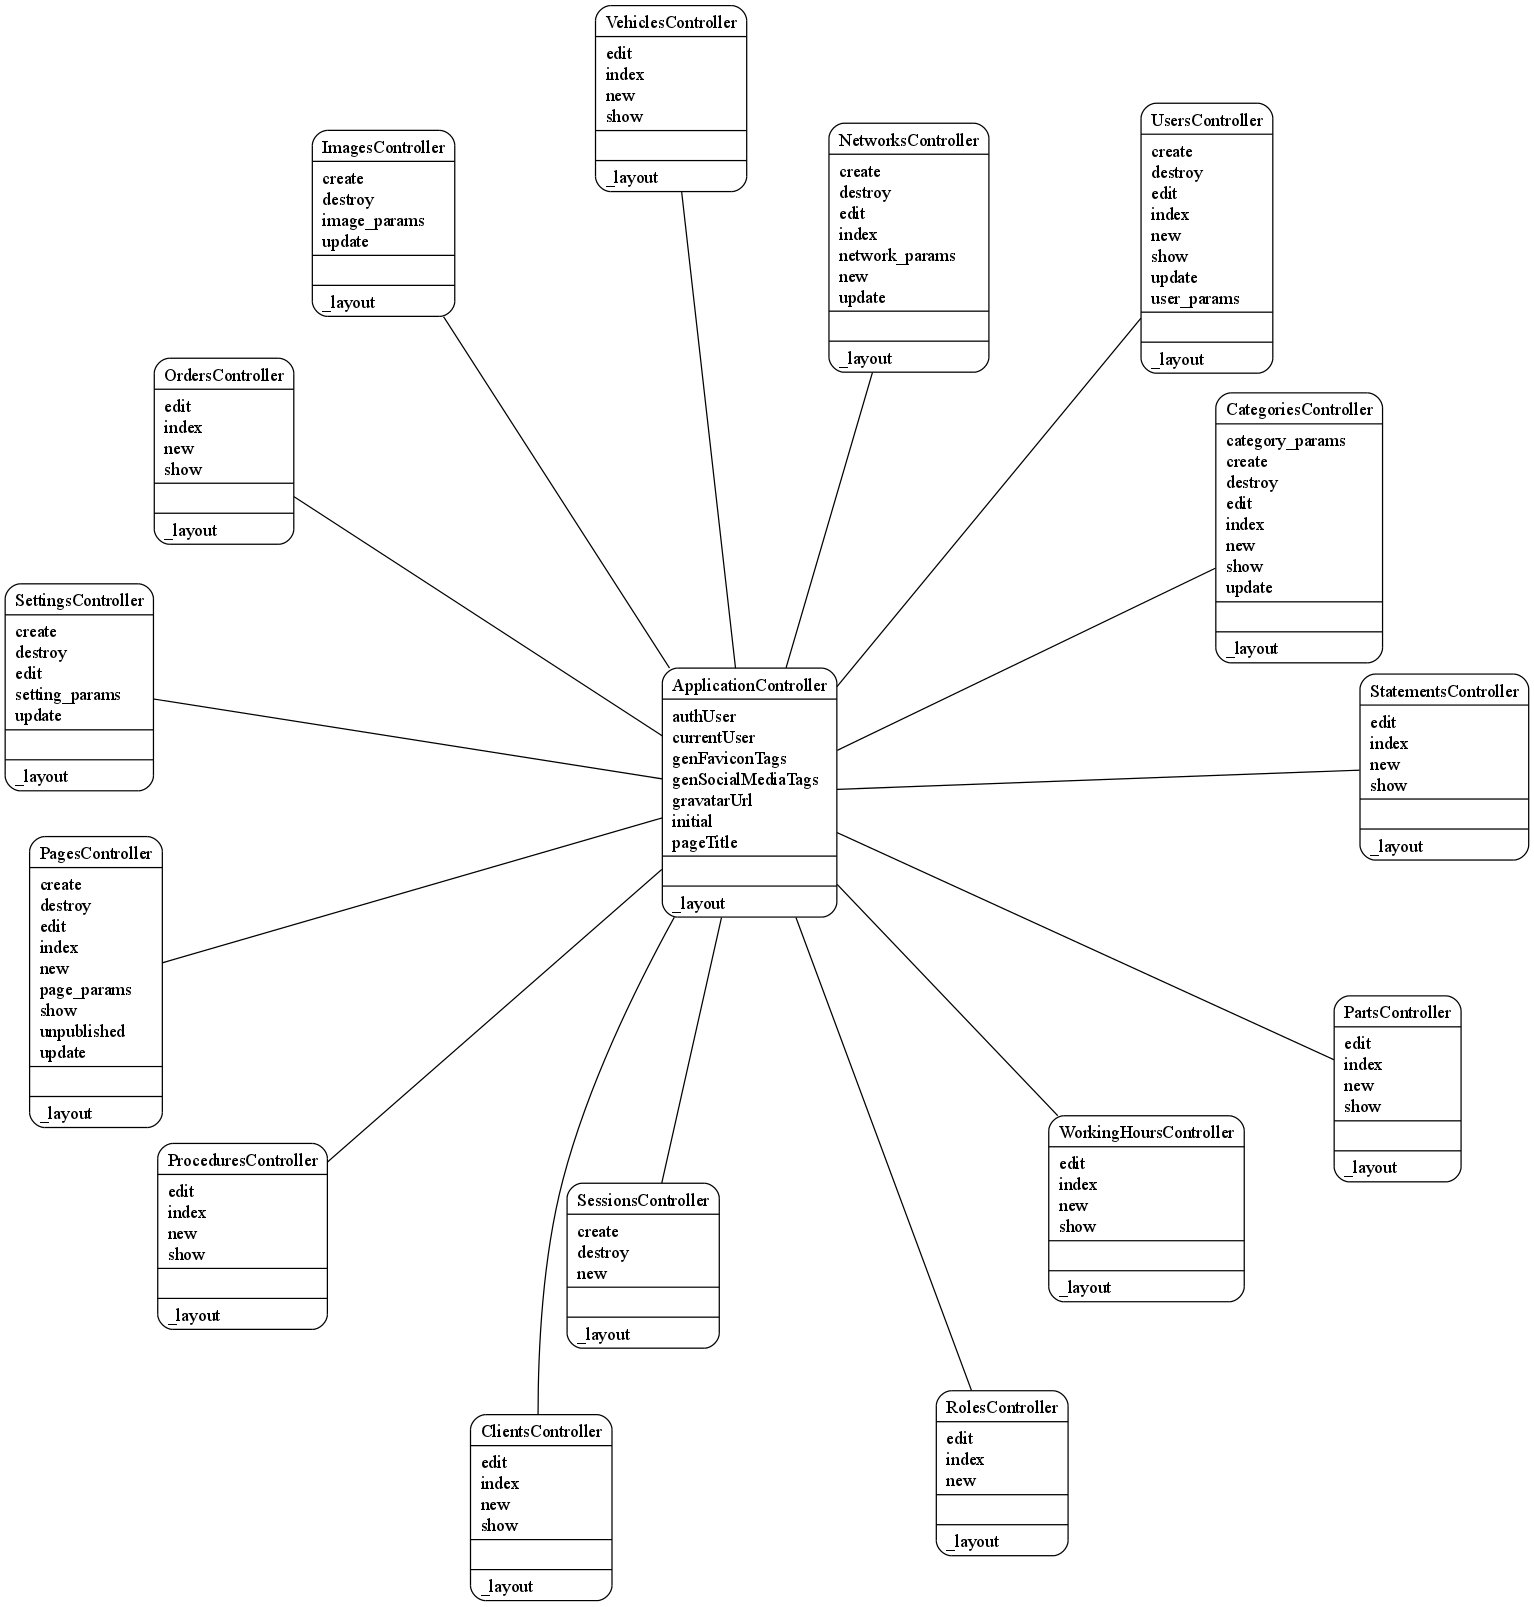 VehiclesController
edit
index
new
show
_layout
NetworksController
create
destroy
edit
index
network_params
new
update
_layout
UsersController
create
destroy
edit
index
new
show
update
user_params
_layout
ImagesController
create
destroy
image_params
update
_layout
OrdersController
edit
index
new
show
_layout
CategoriesController
category_params
create
destroy
edit
index
new
show
update
_layout
SettingsController
create
destroy
edit
setting_params
update
_layout
ApplicationController
authUser
currentUser
genFaviconTags
genSocialMediaTags
gravatarUrl
initial
pageTitle
_layout
StatementsController
edit
index
new
show
_layout
PagesController
create
destroy
edit
index
new
page_params
show
unpublished
update
_layout
PartsController
edit
index
new
show
_layout
ProceduresController
edit
index
new
show
_layout
SessionsController
create
destroy
new
_layout
WorkingHoursController
edit
index
new
show
_layout
ClientsController
edit
index
new
show
_layout
RolesController
edit
index
new
_layout